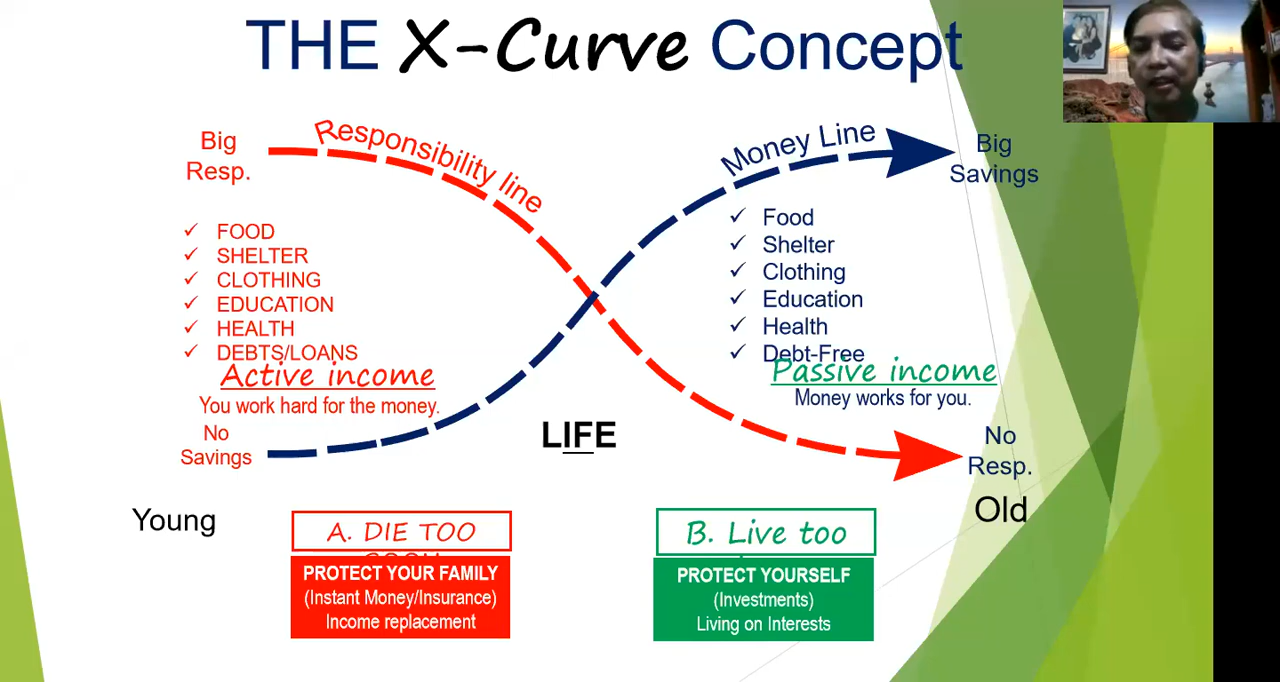 THE X-Curve Concept
Big
Resp.
Responsibility line
Money Line
Big
Savings
✓ FOOD
✓ SHELTER
✓ CLOTHING
✓ EDUCATION
✓ HEALTH
✓ DEBTS/LOANS
Active income
You work hard for the money.
No
Savings
✓ Food
✓ Shelter
✓ Clothing
✓ Education
✓ Health
✓ Debt-Free
Passive income
Money works for you.
LIFE
No
Resp.
Young
Old
A. DIE TOO
PROTECT YOUR FAMILY
(Instant Money/Insurance)
Income replacement
B. Live too
PROTECT YOURSELF
(Investments)
Living on Interests